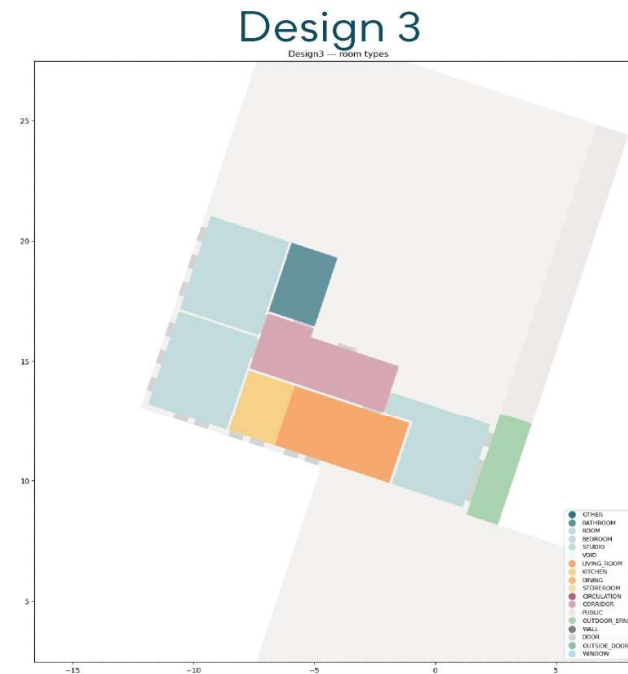 Design 3
Design3 --- room types
25
20
15
10
5
-15
-10
-5
0
5
OTHER
BATHROOM
ROOM
BEDROOM
STUDIO
VOID
LIVING_ROOM
KITCHEN
DINING
STOREROOM
CIRCULATION
CORRIDOR
PUBLIC
OUTDOOR_SPAC
WALL
DOOR
OUTSIDE_DOOR
WINDOW